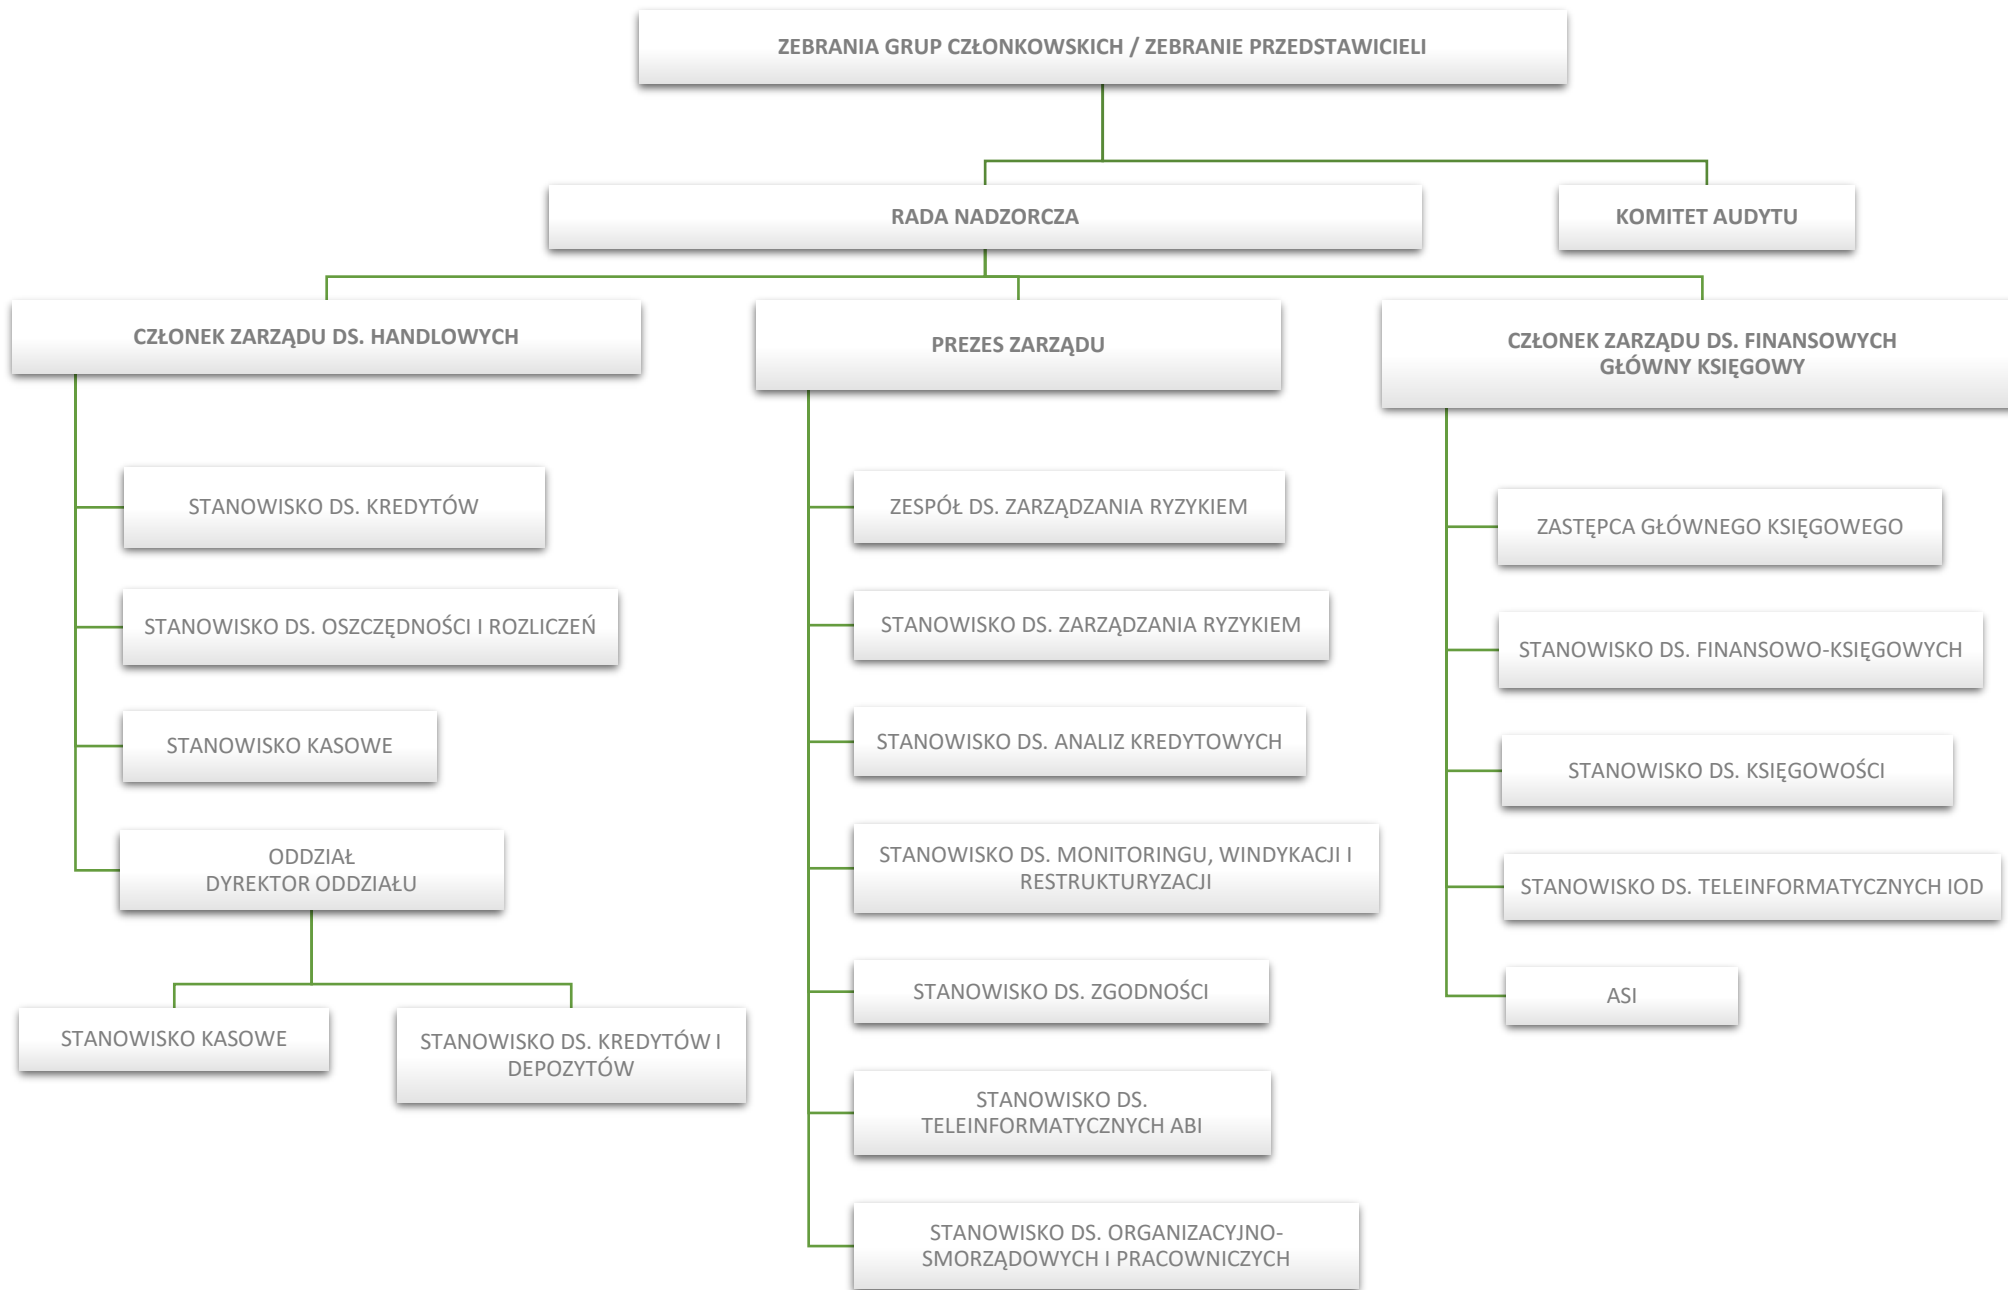 ZEBRANIA GRUP CZŁONKOWSKICH / ZEBRANIE PRZEDSTAWICIELI
RADA NADZORCZA
KOMITET AUDYTU
CZŁONEK ZARZĄDU DS. HANDLOWYCH
STANOWISKO DS. KREDYTÓW
STANOWISKO DS. OSZCZĘDNOŚCI I ROZLICZEŃ
STANOWISKO KASOWE
ODDZIAŁ
DYREKTOR ODDZIAŁU
STANOWISKO KASOWE
STANOWISKO DS. KREDYTÓW I
DEPOZYTÓW
PREZES ZARZĄDU
ZESPÓŁ DS. ZARZĄDZANIA RYZYKIEM
STANOWISKO DS. ZARZĄDZANIA RYZYKIEM
STANOWISKO DS. ANALIZ KREDYTOWYCH
STANOWISKO DS. MONITORINGU, WINDYKACJI I
RESTRUKTURYZACJI
STANOWISKO DS. ZGODNOŚCI
STANOWISKO DS.
TELEINFORMATYCZNYCH ABI
STANOWISKO DS. ORGANIZACYJNO-
SMORZĄDOWYCH I PRACOWNICZYCH
CZŁONEK ZARZĄDU DS. FINANSOWYCH
GŁÓWNY KSIĘGOWY
ZASTĘPCA GŁÓWNEGO KSIĘGOWEGO
STANOWISKO DS. FINANSOWO-KSIĘGOWYCH
STANOWISKO DS. KSIĘGOWOŚCI
STANOWISKO DS. TELEINFORMATYCZNYCH IOD
ASI